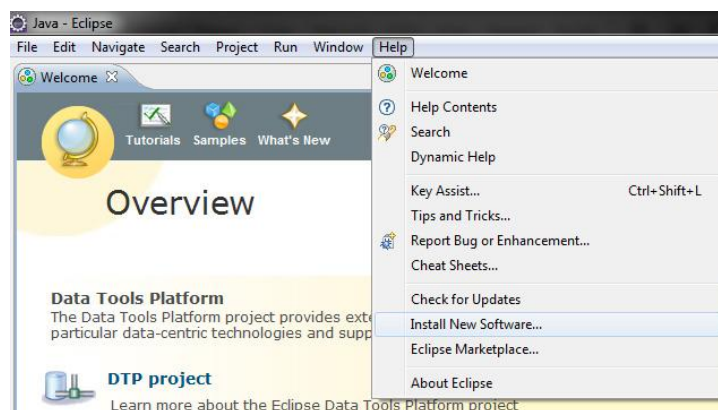 Java - Eclipse
File Edit Navigate Search Project Run Window Help
Welcome
Tutorials Samples What's New
Overview
Data Tools Platform
The Data Tools Platform project provides exte
particular data-centric technologies and supp
DTP project
Learn more about the Eclipse Data Tools Platform project
Welcome
Help Contents
Search
Dynamic Help
Key Assist... Ctrl+Shift+L
Tips and Tricks...
Report Bug or Enhancement...
Cheat Sheets...
Check for Updates
Install New Software...
Eclipse Marketplace...
About Eclipse